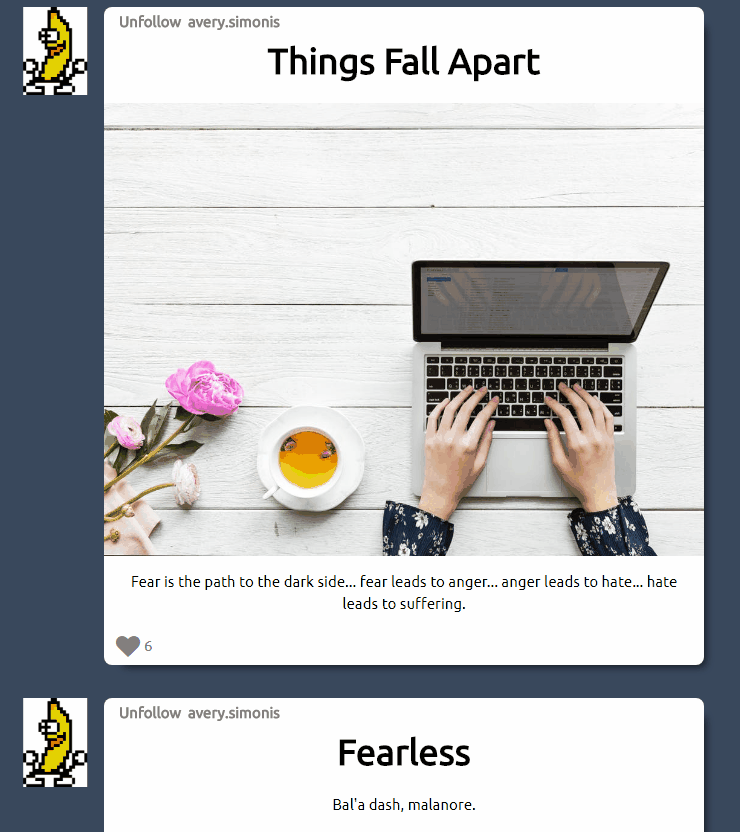 Unfollow avery.simonis
Things Fall Apart
Fear is the path to the dark side... fear leads to anger... anger leads to hate... hate
leads to suffering.
6
Unfollow avery.simonis
Fearless
Bal'a dash, malanore.